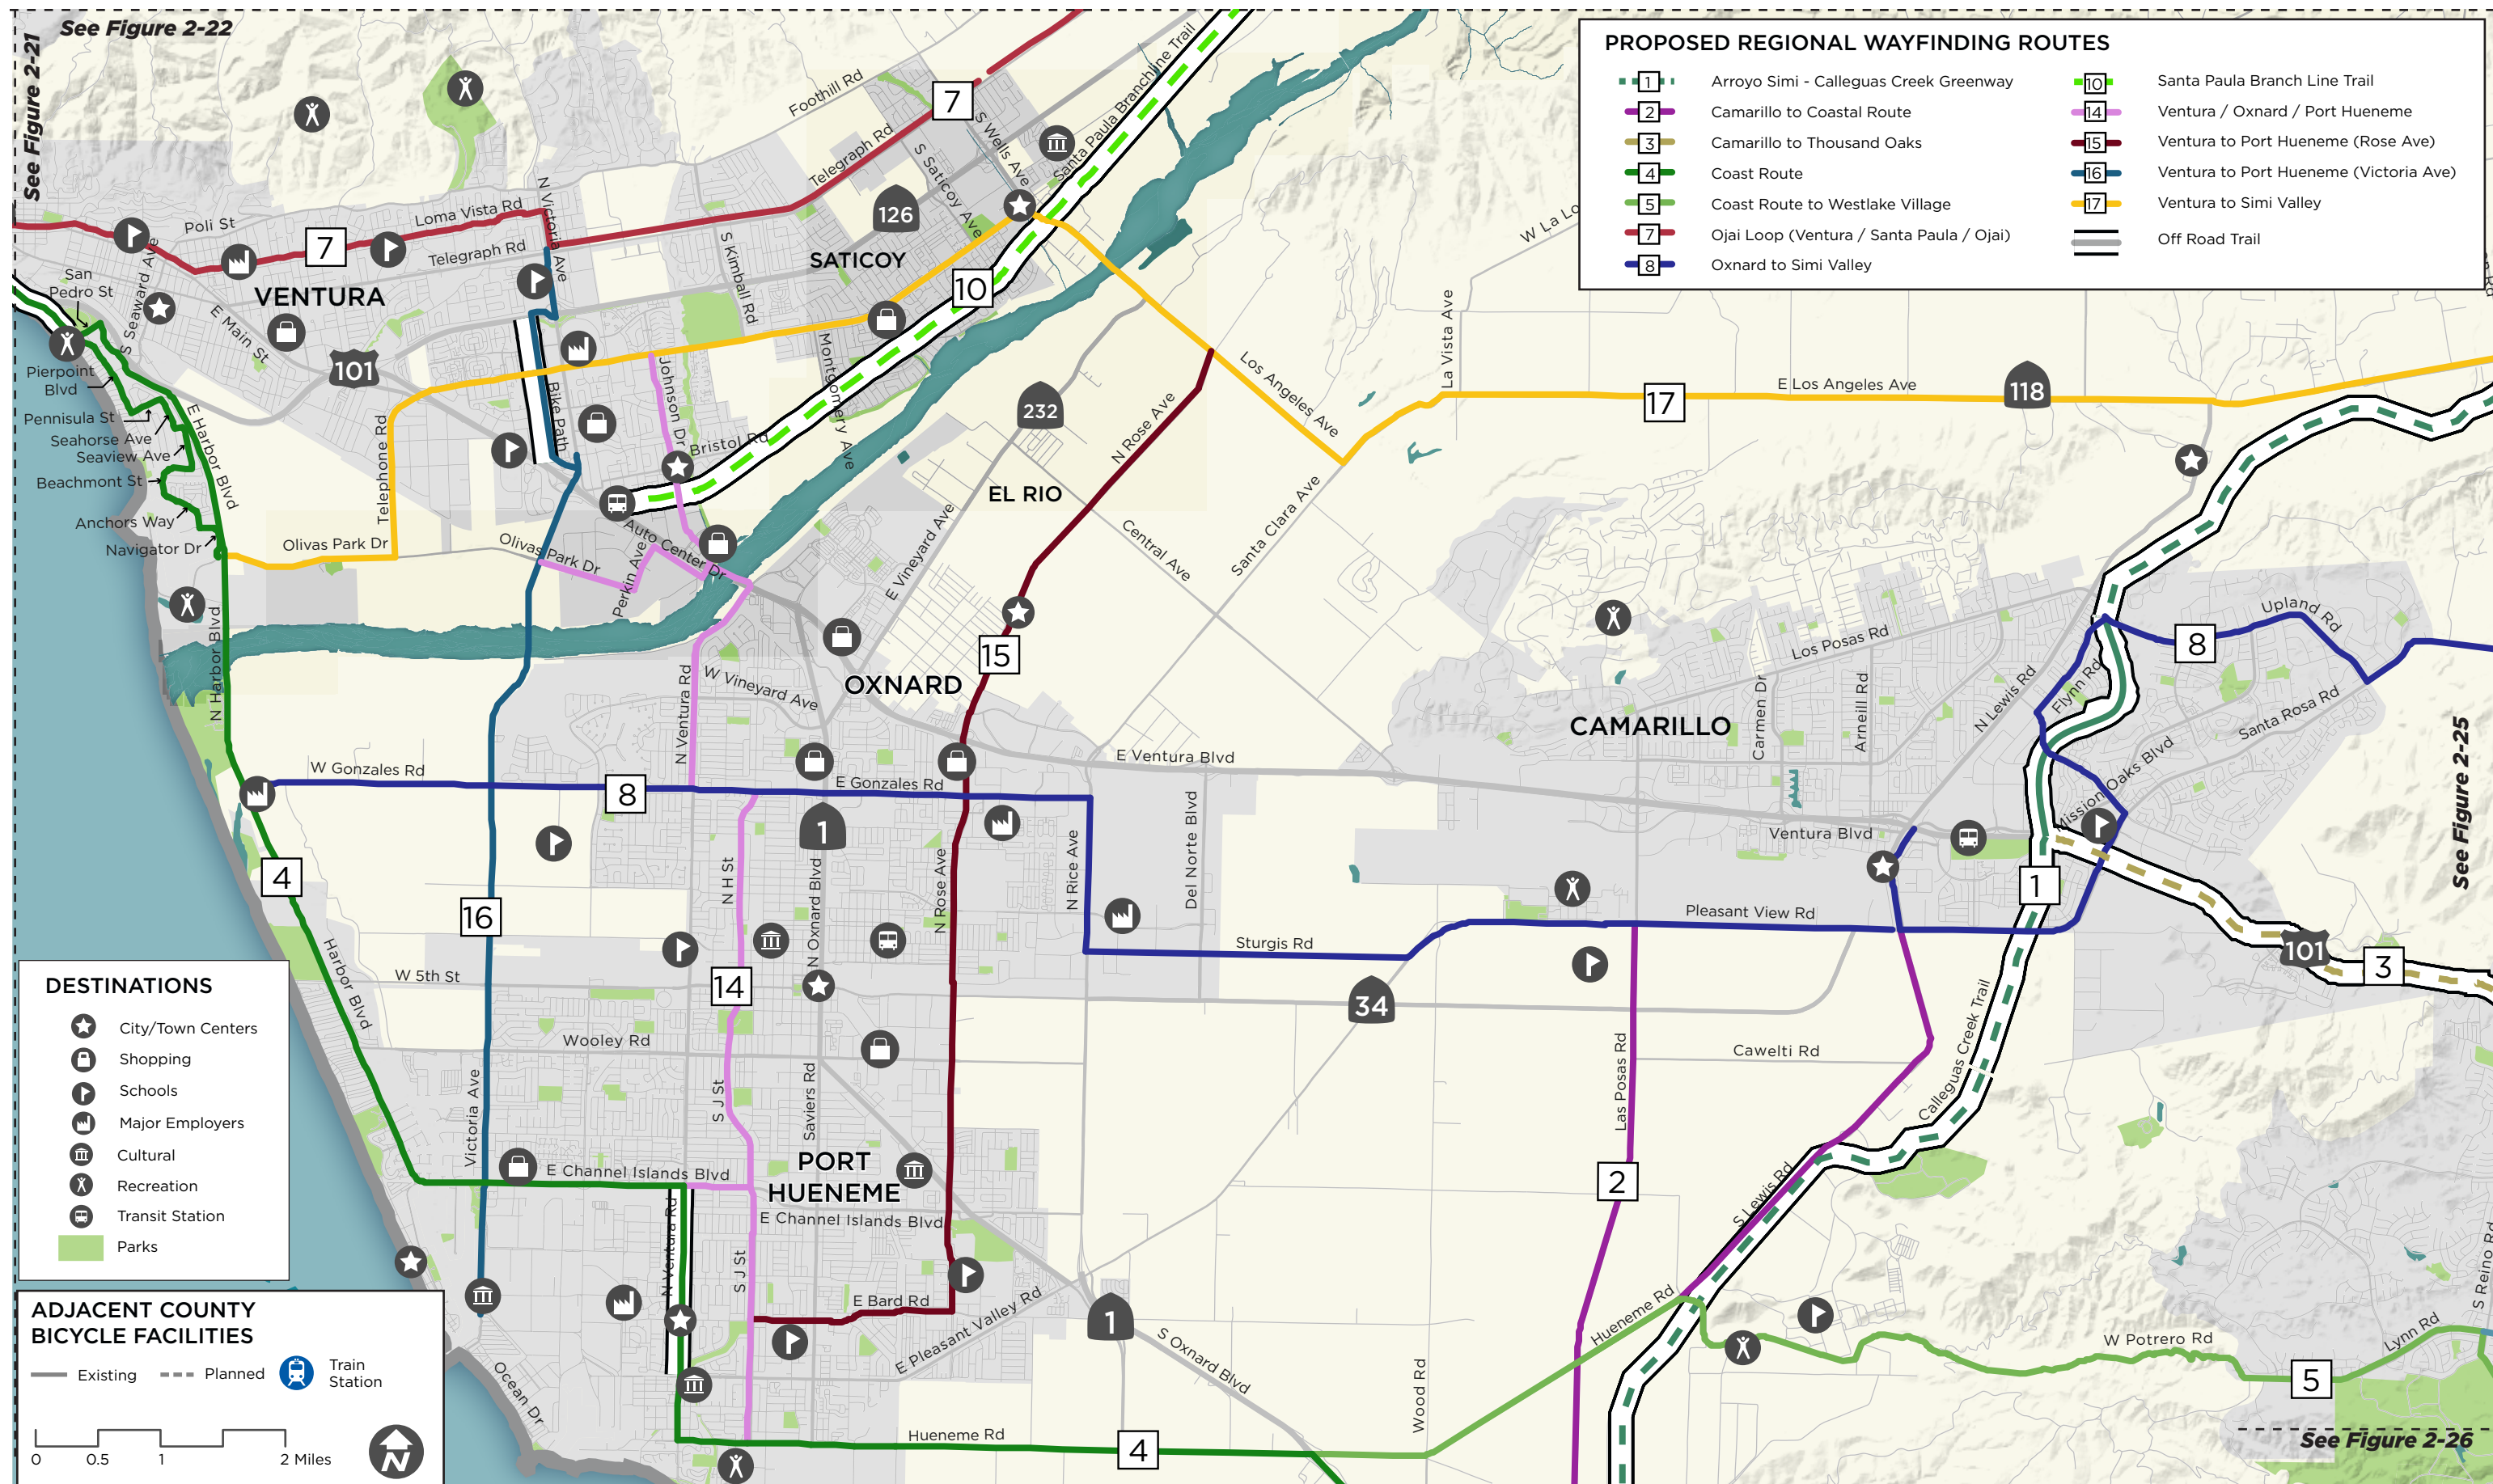 See Figure 2-22
See Figure 2-21
PROPOSED REGIONAL WAYFINDING ROUTES
1 Arroyo Simi - Calleguas Creek Greenway
2 Camarillo to Coastal Route
3 Camarillo to Thousand Oaks
4 Coast Route
5 Coast Route to Westlake Village
7 Ojai Loop (Ventura / Santa Paula / Ojai)
8 Oxnard to Simi Valley
10 Santa Paula Branch Line Trail
14 Ventura / Oxnard / Port Hueneme
15 Ventura to Port Hueneme (Rose Ave)
16 Ventura to Port Hueneme (Victoria Ave)
17 Ventura to Simi Valley
Off Road Trail
Foothill Rd
7
Santa Paula Branchline Trail
S Wells Ave
Telegraph Rd
S Saticoy Ave
126
N Victoria Ave
Loma Vista Rd
Poli St
7
Telegraph Rd
S Kimball Rd
SATICOY
W La Lo
San
Pedro St
S Seaward Ave
VENTURA
10
E Main St
101
Pierpoint
Blvd
Pennisula St
Seahorse Ave
Seaview Ave
Beachmont St
Anchors Way
Navigator Dr
E Harbor Blvd
Telephone Rd
Bike Path
Johnson Dr
Montgomery Ave
Bristol Rd
232
N Rose Ave
Los Angeles Ave
La Vista Ave
17
E Los Angeles Ave
118
EL RIO
Olivas Park Dr
Olivas Park Dr
Auto Center Dr
Perkin Ave
E Vineyard Ave
Central Ave
Santa Clara Ave
N Harbor Blvd
15
Upland Rd
8
Los Posas Rd
N Ventura Rd
W Vineyard Ave
OXNARD
CAMARILLO
Carmen Dr
Arneill Rd
N Lewis Rd
Flynn Rd
Santa Rosa Rd
See Figure 2-25
W Gonzales Rd
8
E Gonzales Rd
E Ventura Blvd
Mission Oaks Blvd
Ventura Blvd
1
4
N H St
N Oxnard Blvd
N Rose Ave
N Rice Ave
Del Norte Blvd
1
16
Pleasant View Rd
Sturgis Rd
101
3
Harbor Blvd
W 5th St
14
34
DESTINATIONS
City/Town Centers
Shopping
Schools
Major Employers
Cultural
Recreation
Transit Station
Parks
Wooley Rd
Las Posas Rd
Cawelti Rd
Calleguas Creek Trail
Victoria Ave
S J St
Saviers Rd
E Channel Islands Blvd
PORT
HUENEME
2
S Lewis Rd
E Channel Islands Blvd
N Ventura Rd
S J St
E Bard Rd
E Pleasant Valley Rd
1
S Oxnard Blvd
Hueneme Rd
Wood Rd
W Potrero Rd
Lynn Rd
S Reino Rd
5
Ocean Dr
Hueneme Rd
4
See Figure 2-26
ADJACENT COUNTY
BICYCLE FACILITIES
Existing
Planned
Train
Station
0 0.5 1 2 Miles
N